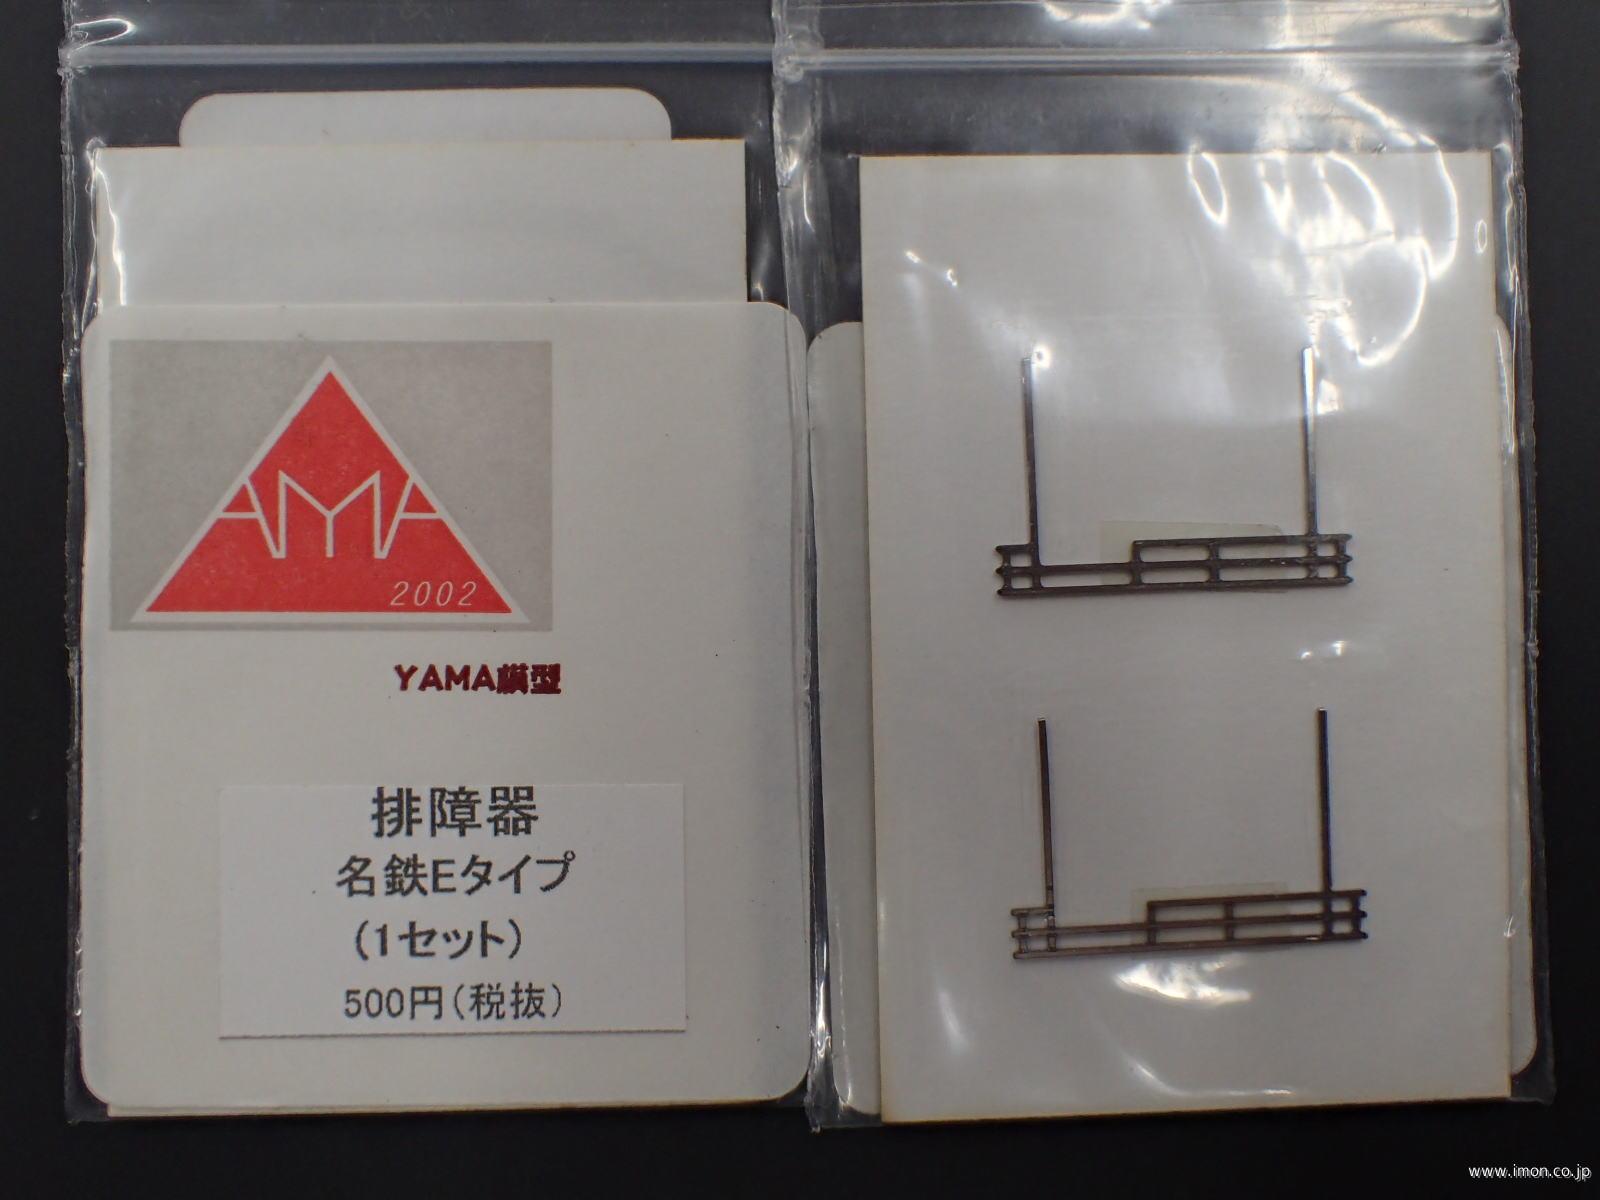 AMA
2002
YAMA模型
排障器
名鉄Eタイプ
(1セット)
500円(税抜)
www.imon.co.jp